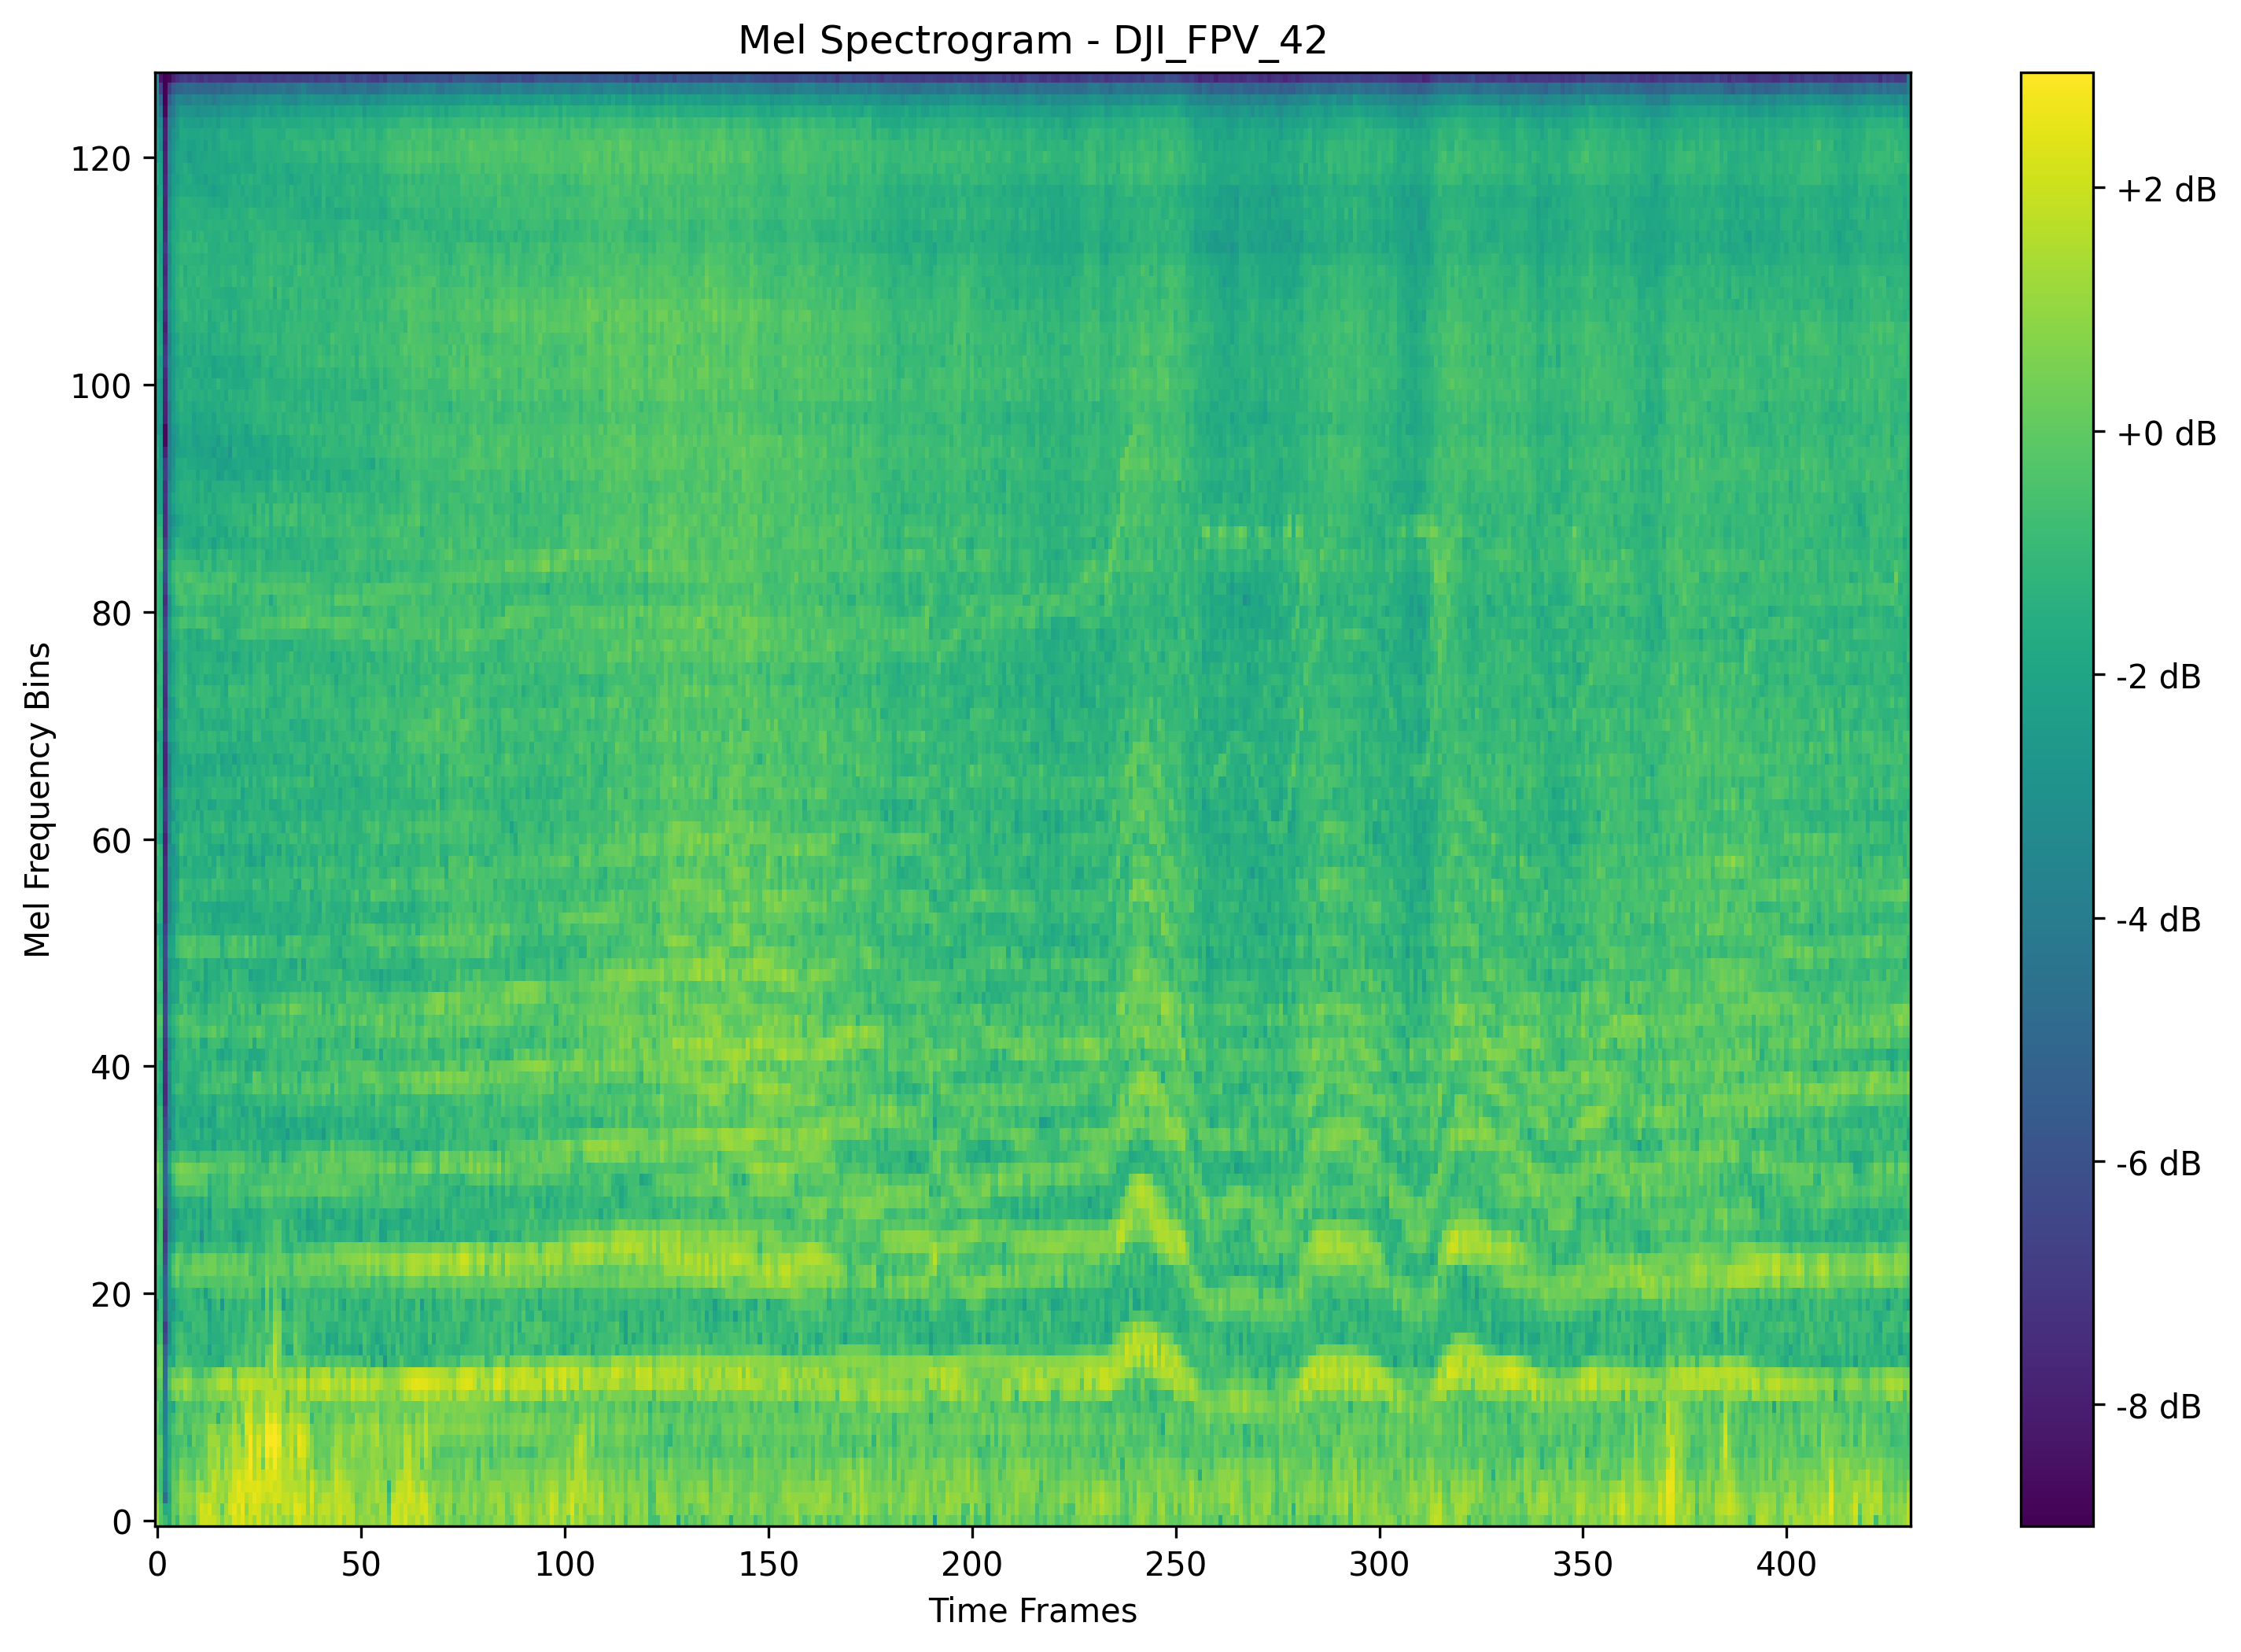 Mel Spectrogram - DJI_FPV_42
Mel Frequency Bins
120
100
80
60
40
20
0
0 50 100 150 200 250 300 350 400
Time Frames
+2 dB
+0 dB
-2 dB
-4 dB
-6 dB
-8 dB